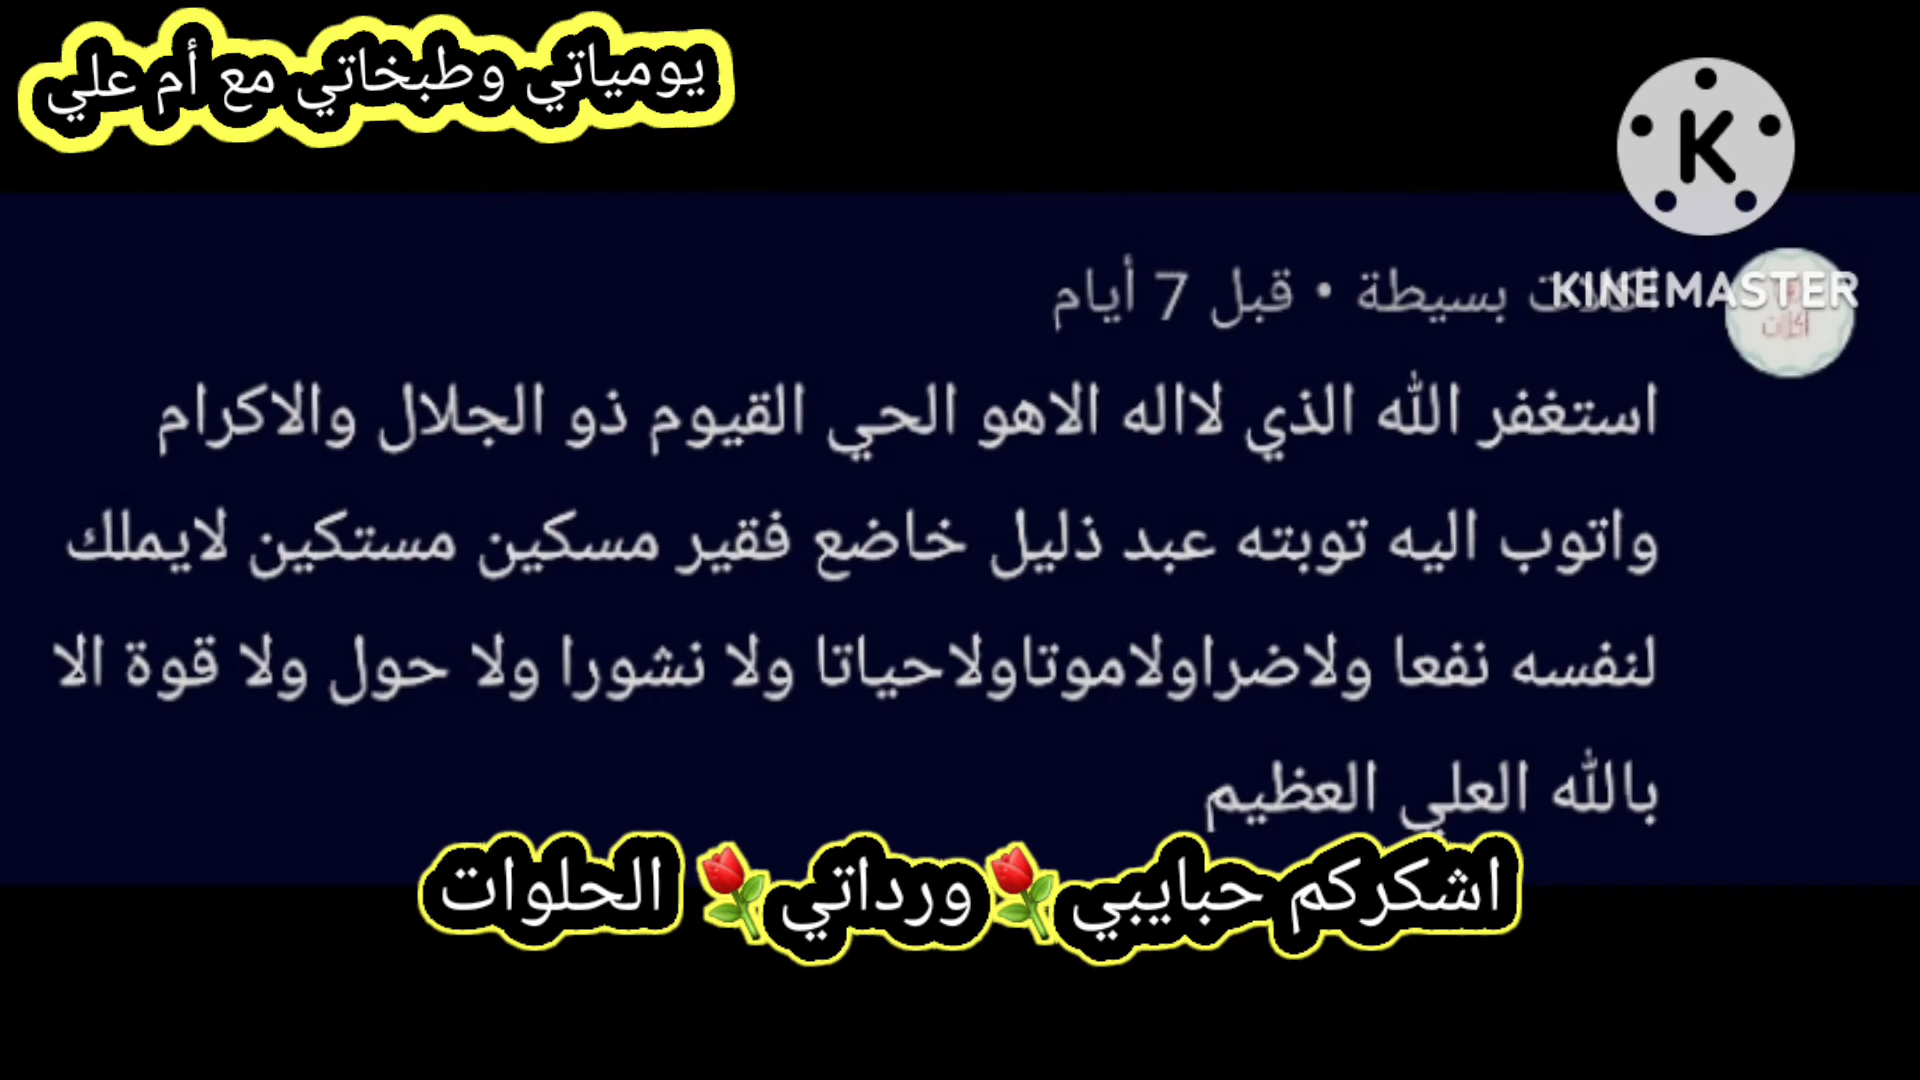 يومياتي وطبخاتي مع أم علي
K
KINEMASTER
بسيطة • قبل 7 أيام
أكلات
استغفر الله الذي لااله الاهو الحي القيوم ذو الجلال والاكرام
واتوب اليه توبته عبد ذليل خاضع فقير مسكين مستكين لايملك
لنفسه نفعا ولاضراولاموتاولاحياتا ولا نشورا ولا حول ولا قوة الا
بالله العلي العظيم
اشكركم حبايبي🌹ورداتي🌹 الحلوات